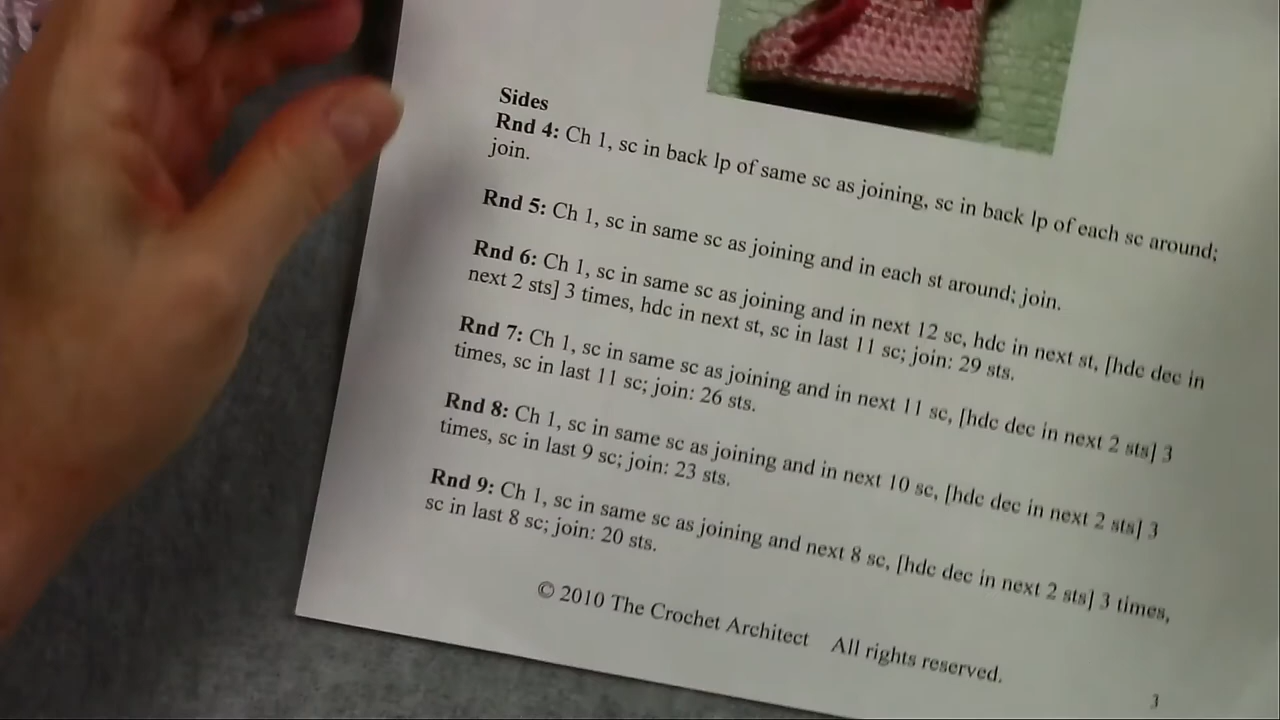 Sides
Rnd 4: Ch 1, sc in back lp of same sc as joining, sc in back lp of each sc around;
join.
Rnd 5: Ch 1, sc in same sc as joining and in each st around; join.
Rnd 6: Ch 1, sc in same sc as joining and in next 12 sc, hdc in next st, [hdc dec in
next 2 sts] 3 times, hdc in next st, sc in last 11 sc; join: 29 sts.
Rnd 7: Ch 1, sc in same sc as joining and in next 11 sc, [hdc dec in next 2 sts] 3
times, sc in last 11 sc; join: 26 sts.
Rnd 8: Ch 1, sc in same sc as joining and in next 10 sc, [hdc dec in next 2 sts] 3
times, sc in last 9 sc; join: 23 sts.
Rnd 9: Ch 1, sc in same sc as joining and next 8 sc, [hdc dec in next 2 sts] 3 times,
sc in last 8 sc; join: 20 sts.
© 2010 The Crochet Architect All rights reserved.
3